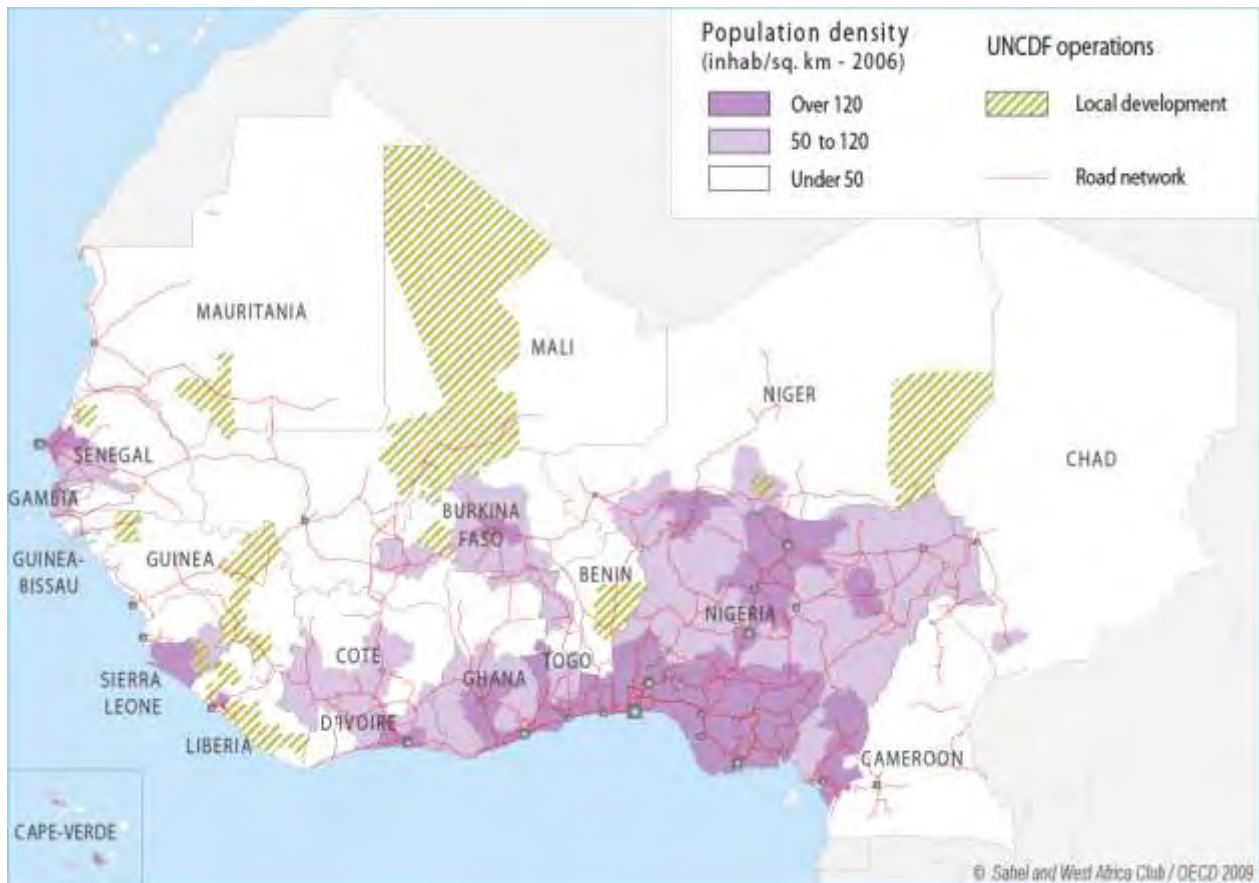 Population density
(inhab/sq. km - 2006)
Over 120
50 to 120
Under 50
UNCDF operations
Local development
Road network
MAURITANIA
MALI
NIGER
CHAD
SENEGAL
GAMBIA
GUINEA-
BISSAU
GUINEA
BURKINA
FASO
BENIN
NIGERIA
SIERRA
LEONE
LIBERIA
COTE
D'IVOIRE
GHANA
TOGO
CAMEROON
CAPE-VERDE
© Sahel and West Africa Club / OECD 2009